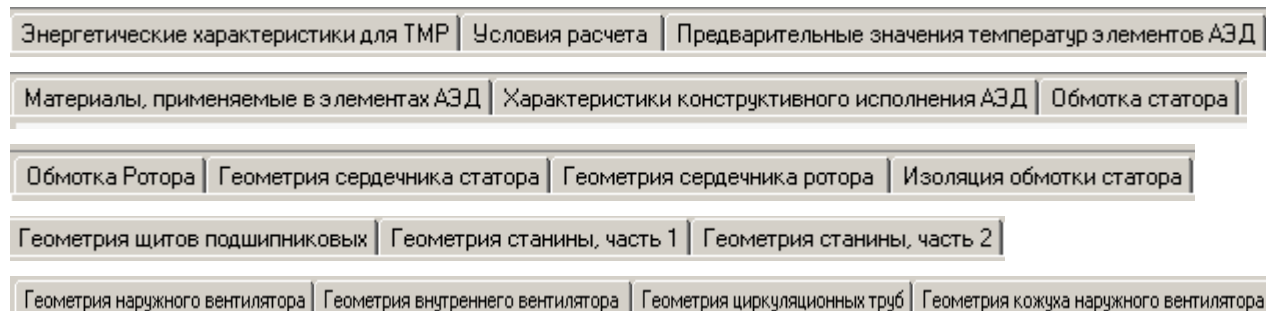 Энергетические характеристики для ТМР Условия расчета Предварительные значения температур элементов АЭД
Материалы, применяемые в элементах АЭД Характеристики конструктивного исполнения АЭД Обмотка статора
Обмотка Ротора Геометрия сердечника статора Геометрия сердечника ротора Изоляция обмотки статора
Геометрия щитов подшипниковых Геометрия станины, часть 1 Геометрия станины, часть 2
Геометрия наружного вентилятора Геометрия внутреннего вентилятора Геометрия циркуляционных труб Геометрия кожуха наружного вентилятора